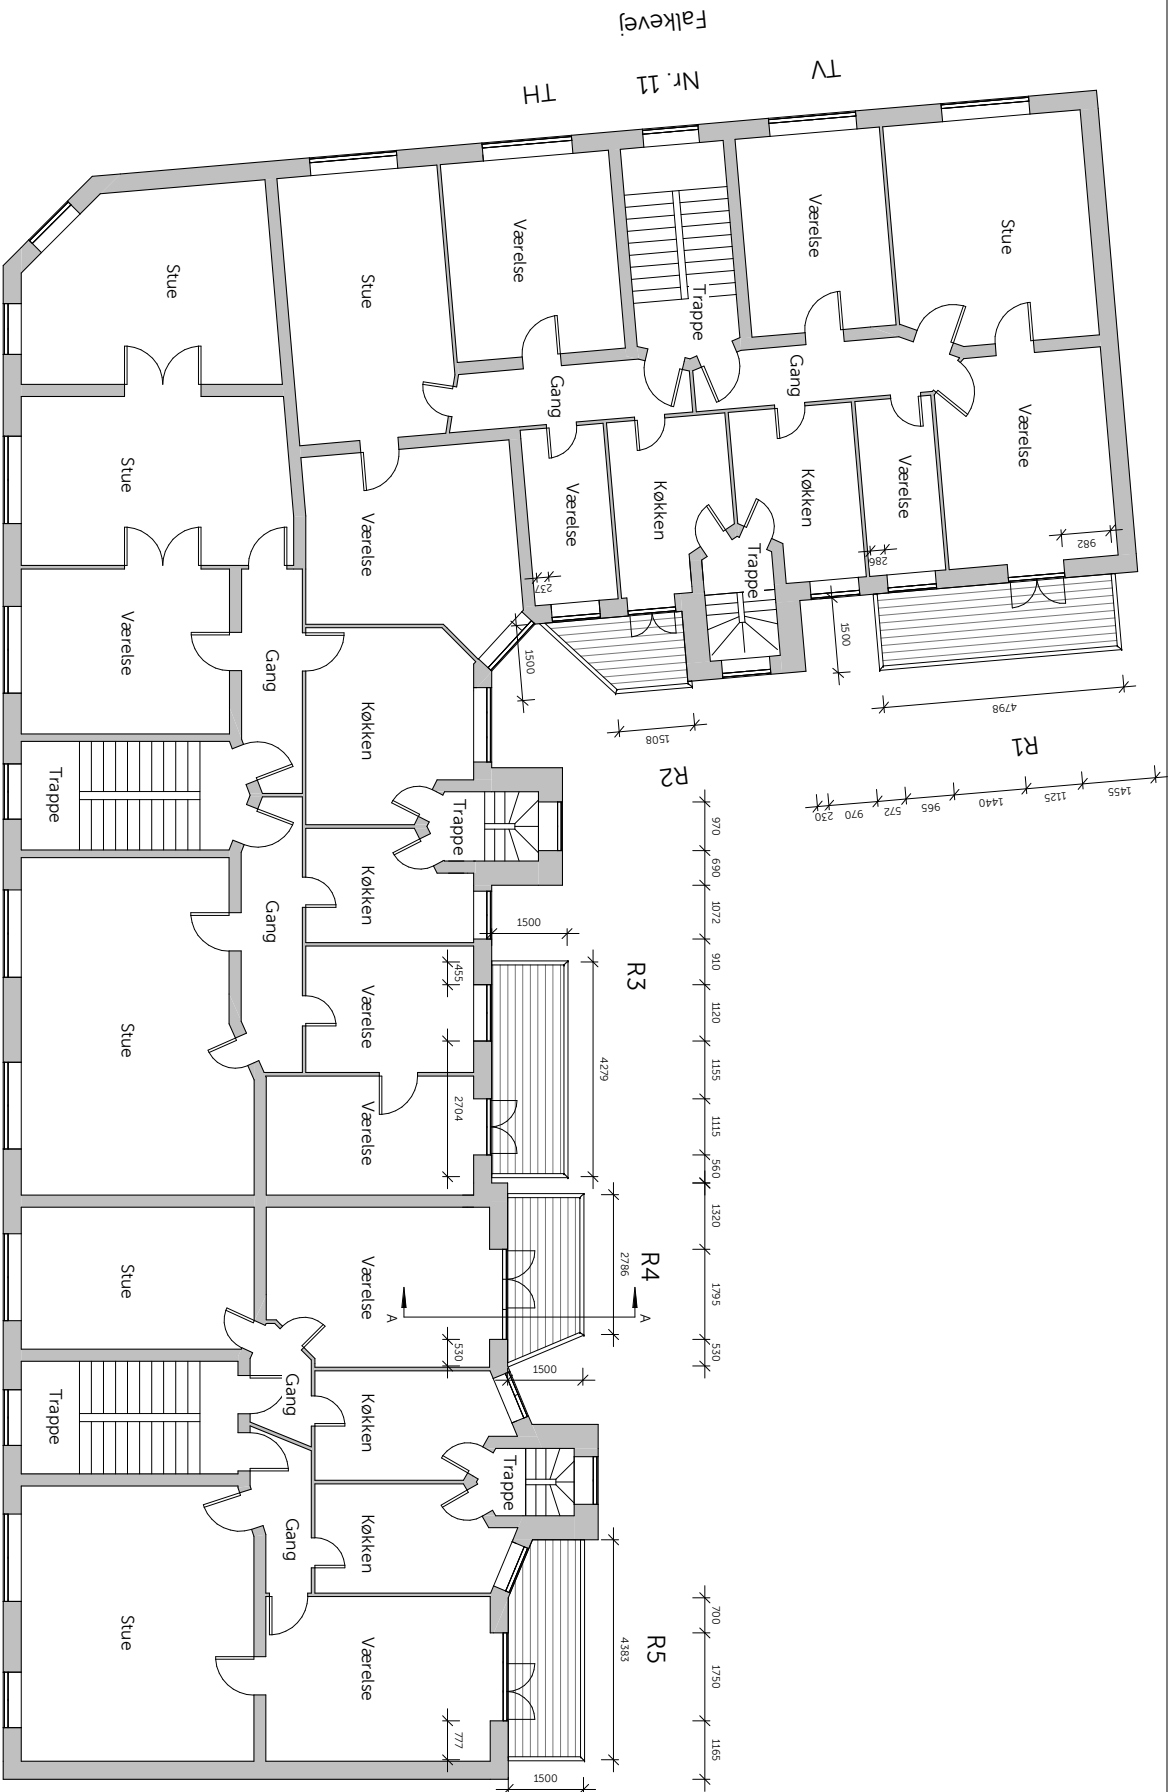 Falkevej
TH
Nr. 11
TV
Stue
Stue
Værelse
Trappe
Værelse
Stue
Gang
Gang
Værelse
Stue
Værelse
Værelse
Køkken
Køkken
Værelse
Trappe
982
286
237
1500
1500
4798
1508
R1
R2
1455
1125
1440
965
572
970
230
Værelse
Gang
Køkken
Trappe
Trappe
Køkken
Gang
970
690
1072
910
1120
1155
1115
560
1320
1795
530
1500
R3
455
Værelse
4279
Stue
2704
Værelse
R4
2786
Stue
Værelse
A
A
530
1500
Trappe
Gang
Køkken
Trappe
Gang
Køkken
Stue
Værelse
R5
4383
700
1750
1165
777
1500